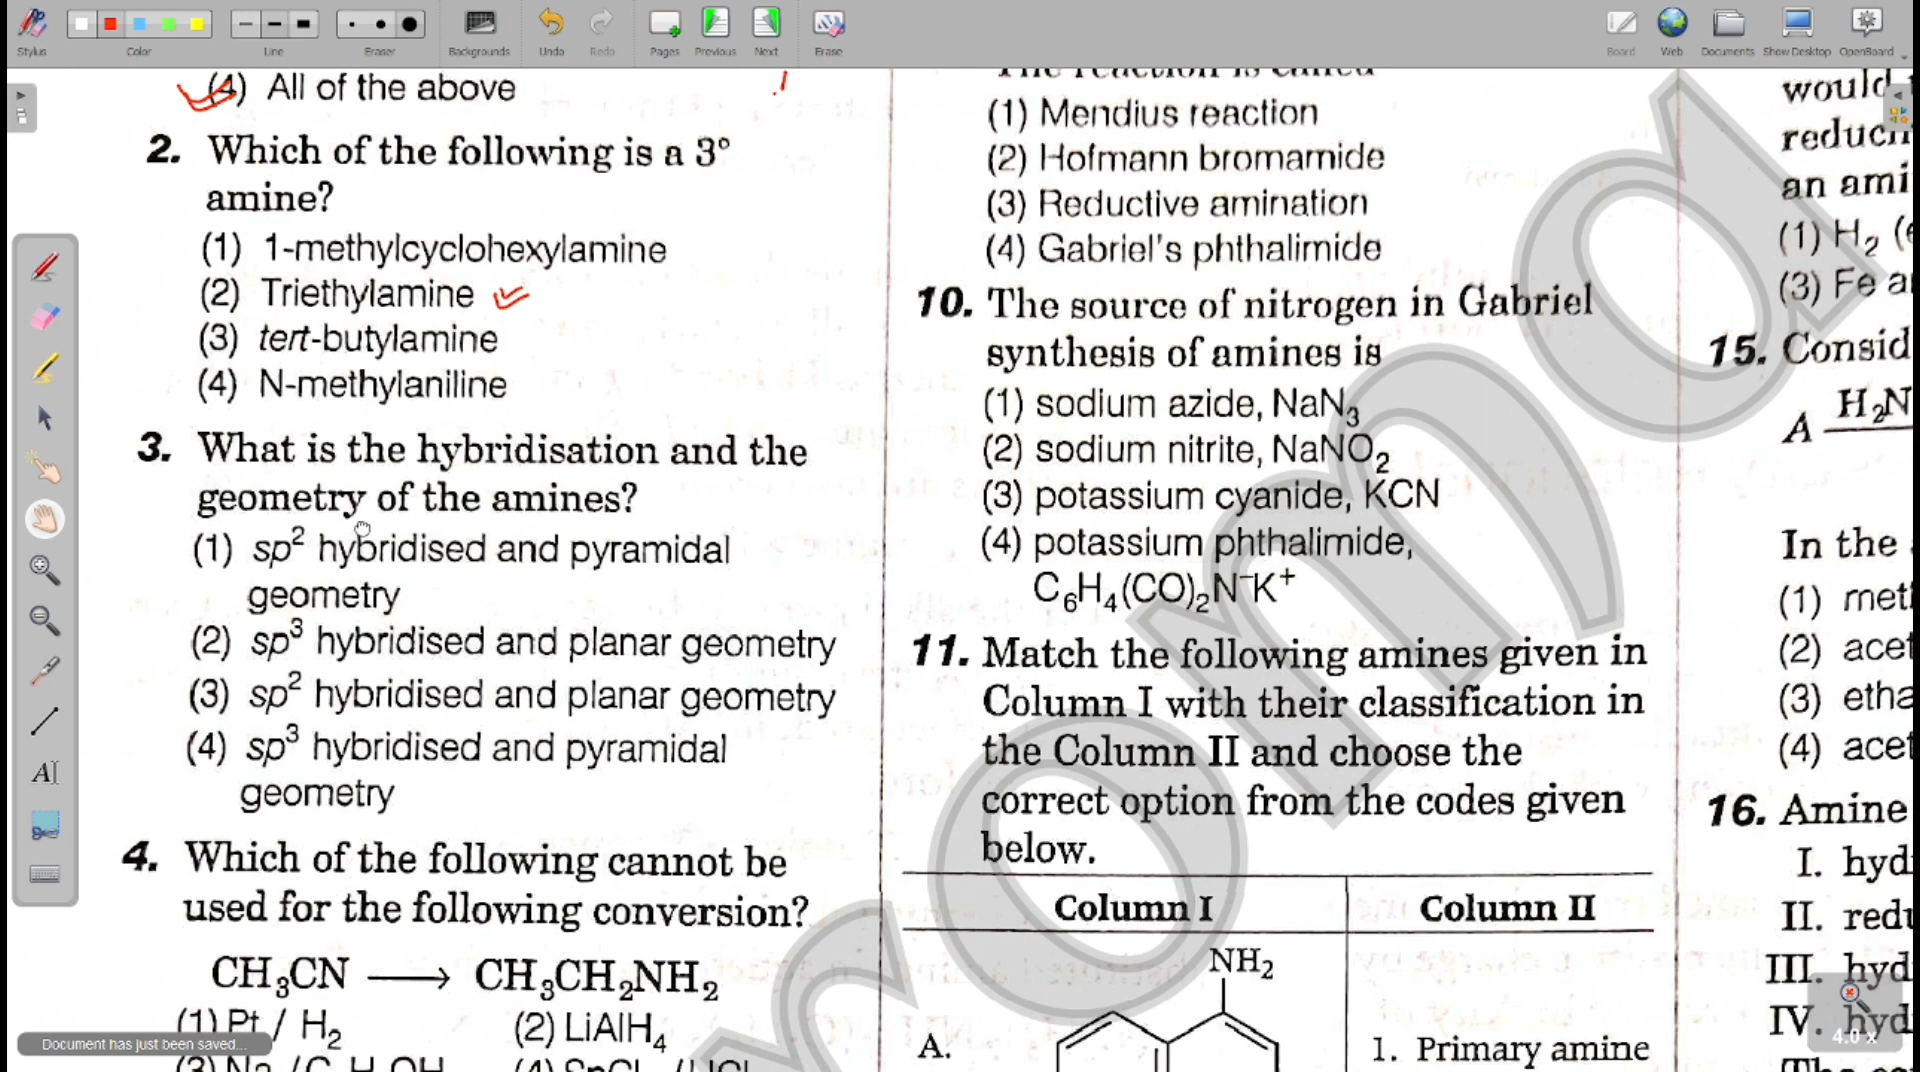 Stylus
Color
Line
Eraser
Backgrounds
Undo
Redo
Pages
Previous
Next
Erase
Board
Web
Documents
Show Desktop
OpenBoard
(4) All of the above
2. Which of the following is a 3°
amine?
(1) 1-methylcyclohexylamine
(2) Triethylamine
(3) tert-butylamine
(4) N-methylaniline
3. What is the hybridisation and the
geometry of the amines?
(1) sp² hybridised and pyramidal
geometry
(2) sp³ hybridised and planar geometry
(3) sp² hybridised and planar geometry
(4) sp³ hybridised and pyramidal
geometry
4. Which of the following cannot be
used for the following conversion?
CH₃CN ⟶ CH₃CH₂NH₂
(1) Pt / H₂
(2) LiAlH₄
Document has just been saved...
The reaction is called
(1) Mendius reaction
(2) Hofmann bromamide
(3) Reductive amination
(4) Gabriel's phthalimide
10. The source of nitrogen in Gabriel
synthesis of amines is
(1) sodium azide, NaN₃
(2) sodium nitrite, NaNO₂
(3) potassium cyanide, KCN
(4) potassium phthalimide,
C₆H₄(CO)₂N⁻K⁺
11. Match the following amines given in
Column I with their classification in
the Column II and choose the
correct option from the codes given
below.
Column I
Column II
NH₂
A.
1. Primary amine
would
an ami
(1) H₂
(3) Fe a
15. Consid
H₂N
A
In the
(1) met
(2) acet
(3) etha
(4) acet
16. Amine
I. hyd
II. redu
III. hyd
IV. hyd
4.0 x